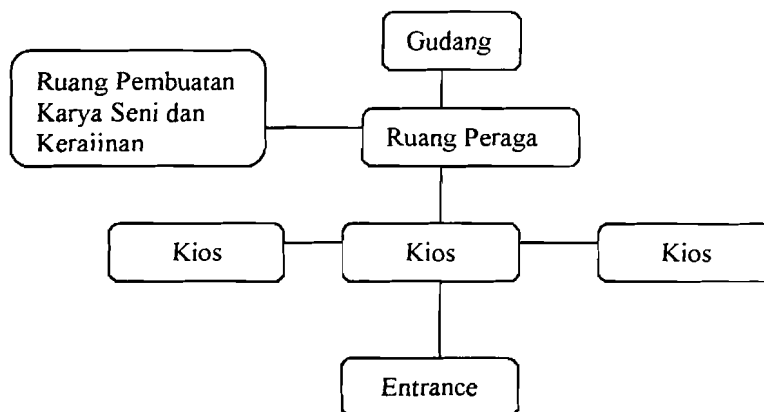 Gudang
Ruang Pembuatan
Karya Seni dan
Keraiinan
Ruang Peraga
Kios
Kios
Kios
Entrance